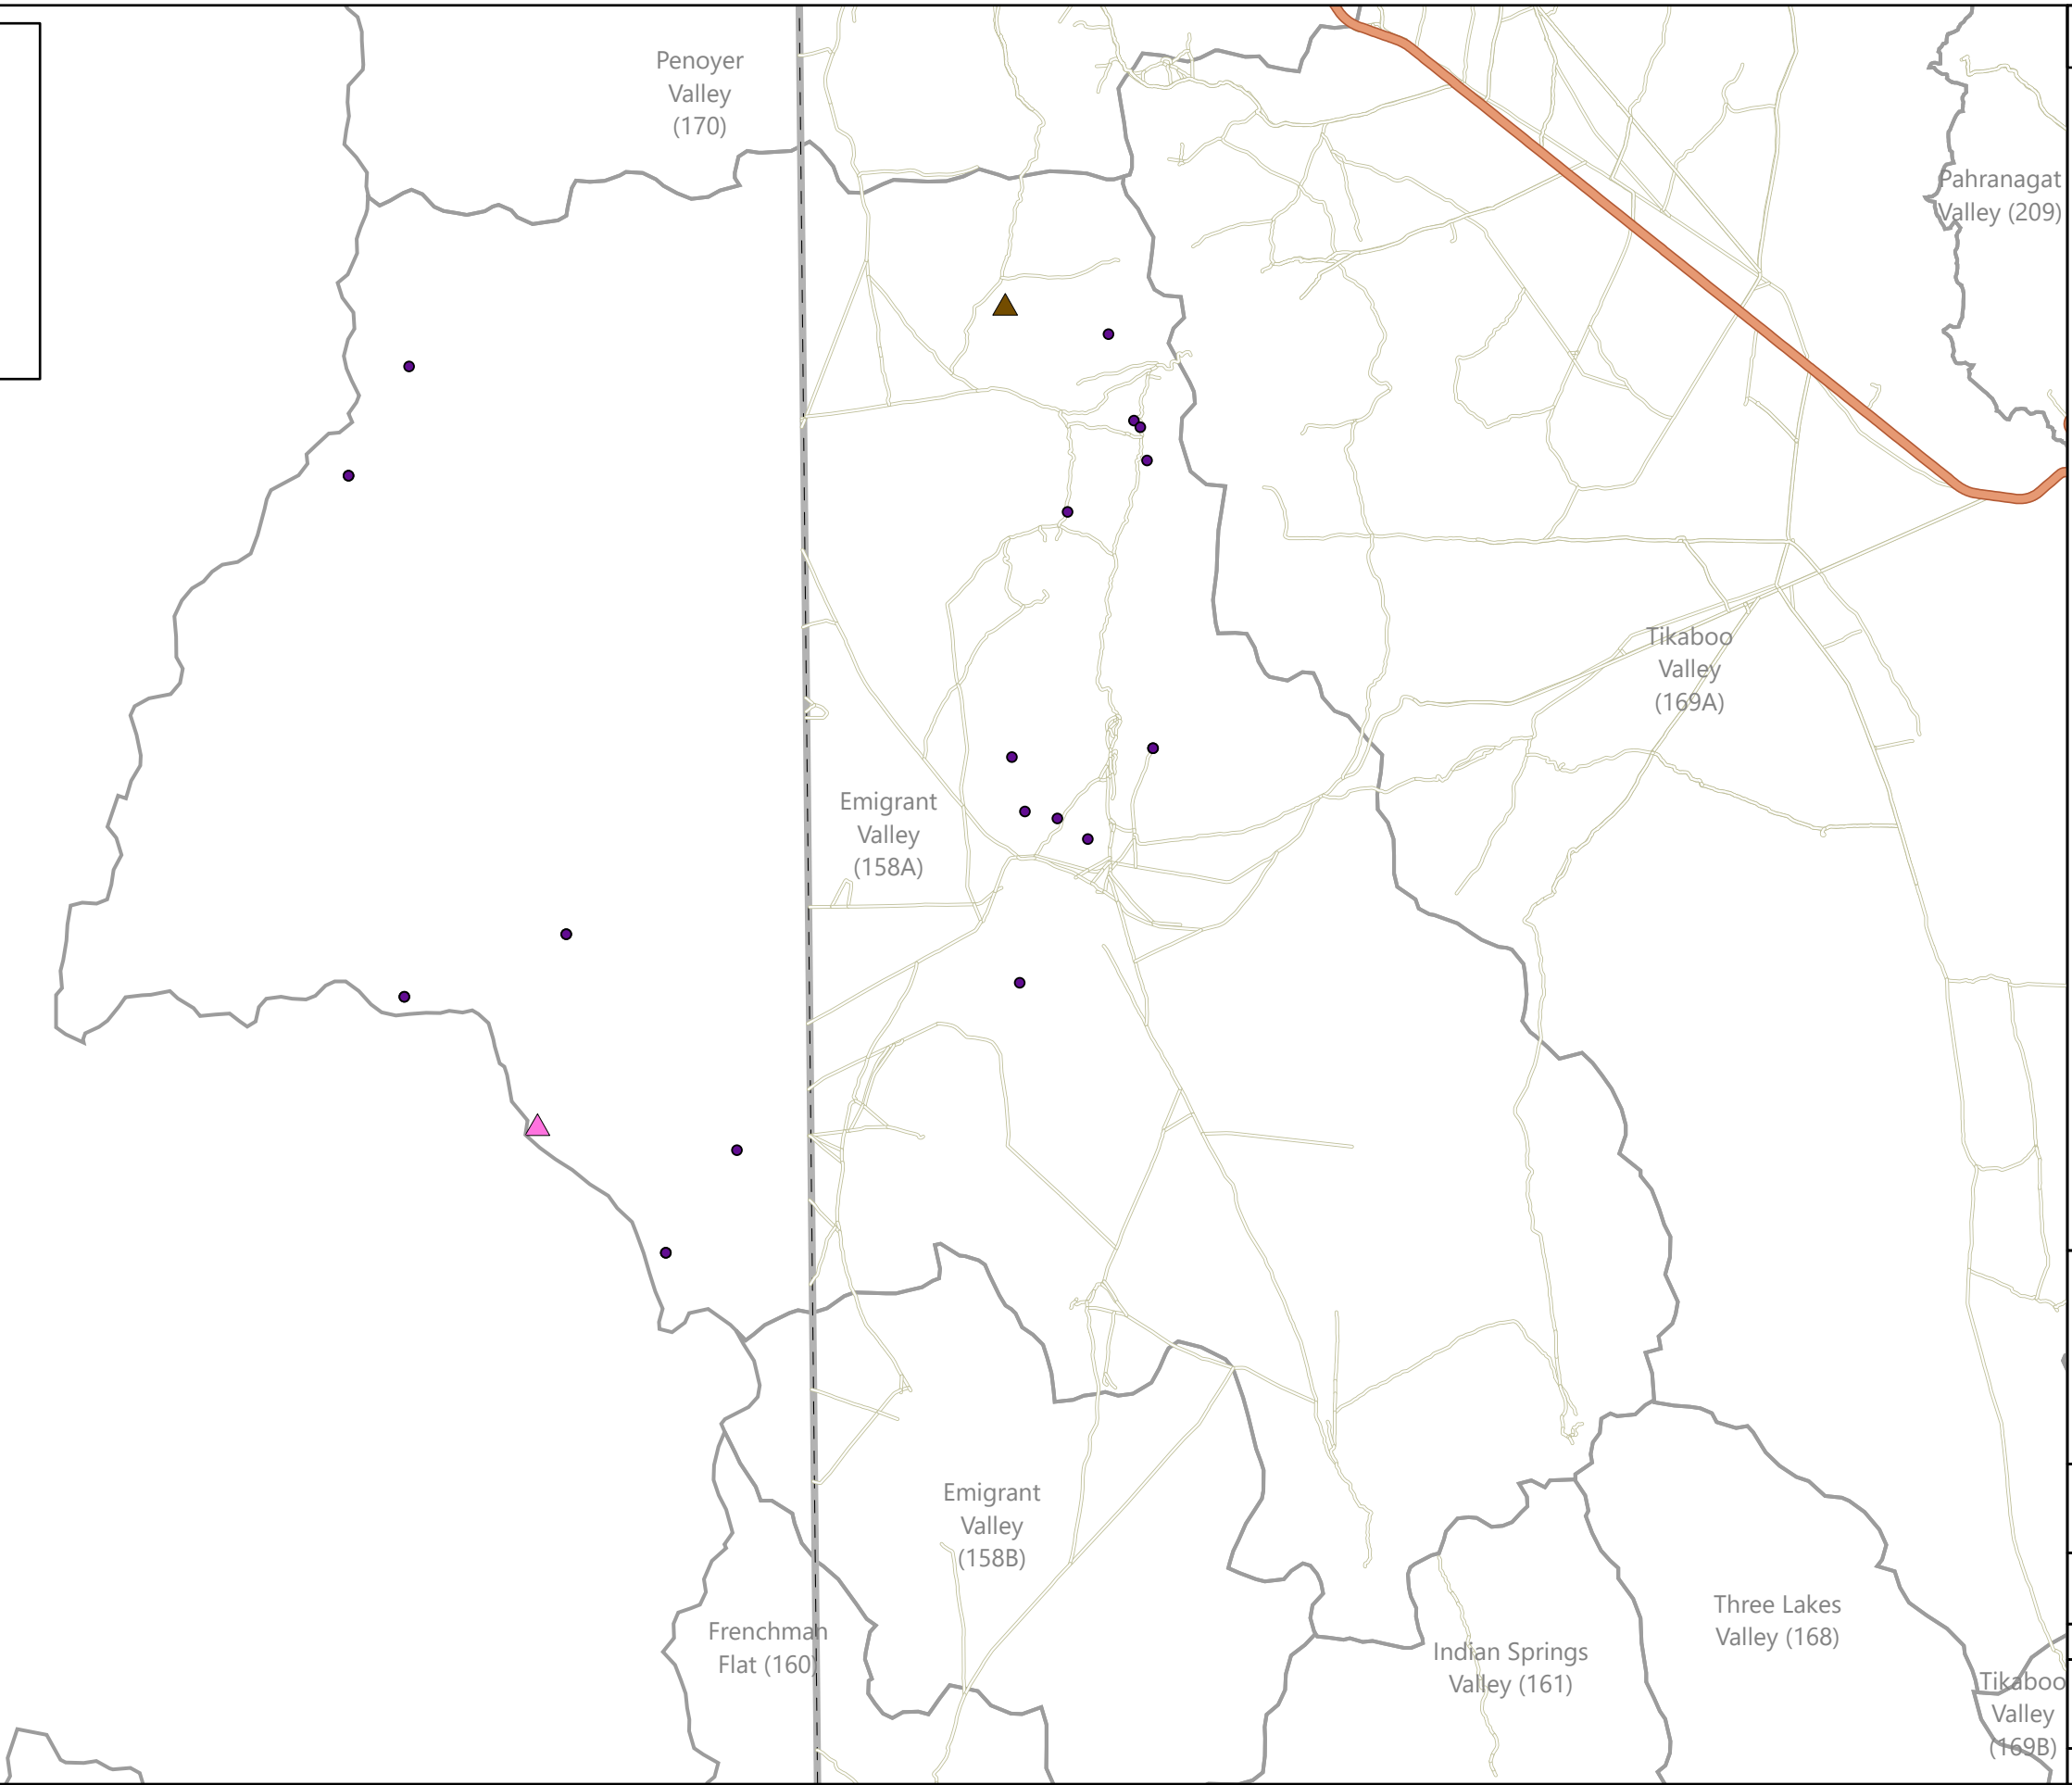 Penoyer
Valley
(170)
Pahranagat
Valley (209)
Tikaboo
Valley
(169A)
Emigrant
Valley
(158A)
Emigrant
Valley
(158B)
Frenchman
Flat (160)
Indian Springs
Valley (161)
Three Lakes
Valley (168)
Tikaboo
Valley
(169B)